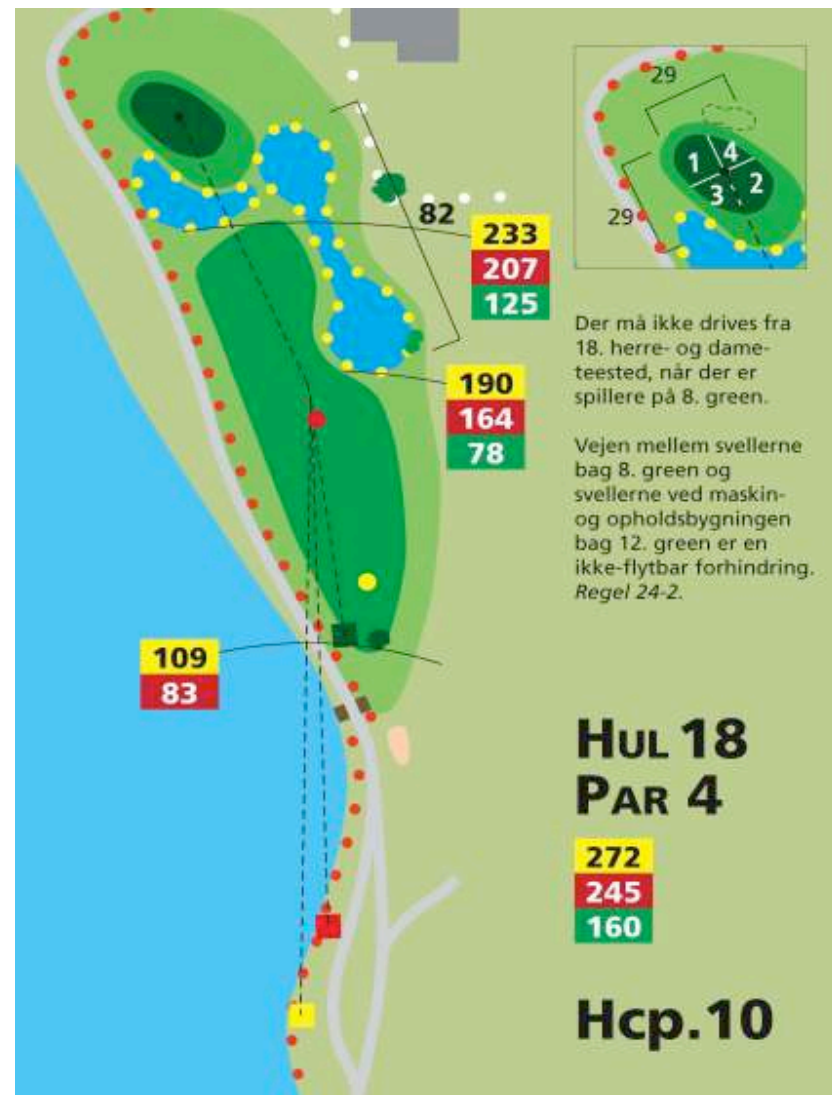 29
1
4
3
2
29
82
233
207
125
Der må ikke drives fra
18. herre- og dame-
teested, når der er
spillere på 8. green.
190
164
78
Vejen mellem svellerne
bag 8. green og
svellerne ved maskin-
og opholdsbygningen
bag 12. green er en
ikke-flytbar forhindring.
Regel 24-2.
109
83
HUL 18
PAR 4
272
245
160
Hcp.10